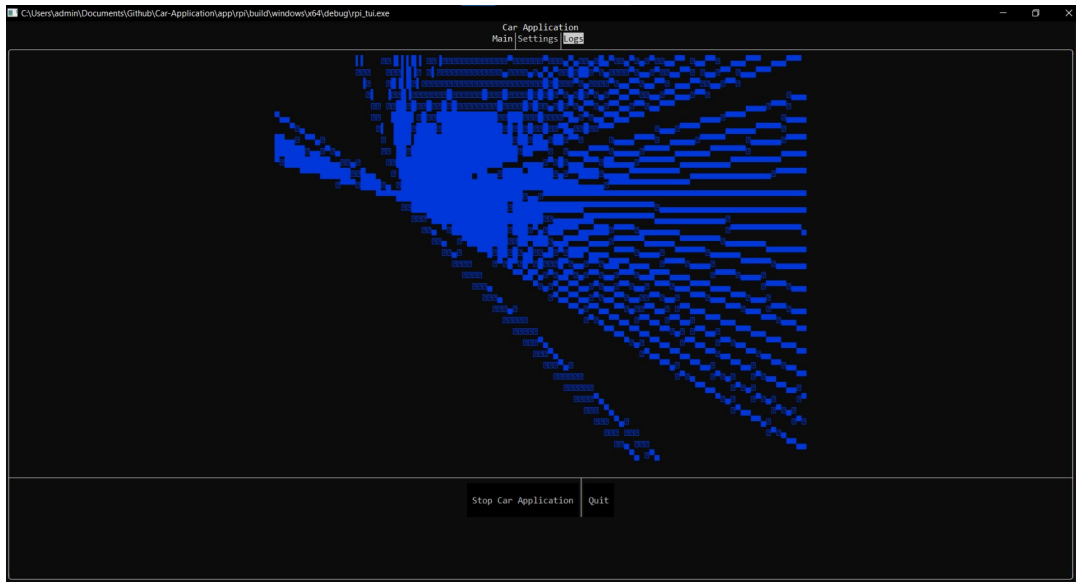 C:\Users\admin\Documents\Github\Car-Application\app\rpi\build\windows\x64\debug\rpi_tui.exe
Car Application
Main Settings Logs
Stop Car Application Quit